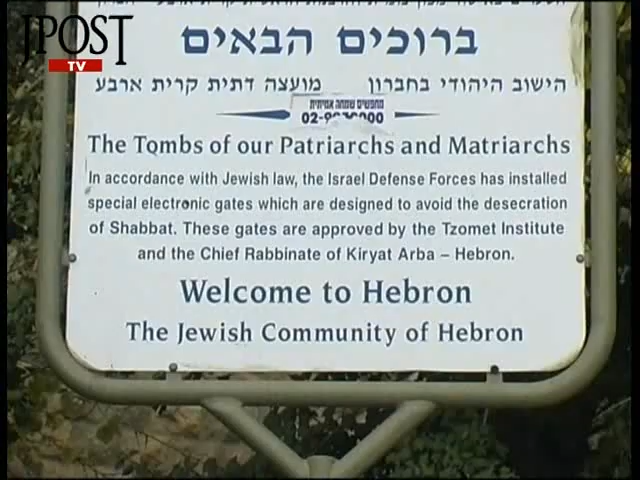 JPOST
TV
ברוכים הבאים
הישוב היהודי בחברון מועצה דתית קרית ארבע
מחפשים שמחה אמיתית
The Tombs of our Patriarchs and Matriarchs
In accordance with Jewish law, the Israel Defense Forces has installed
special electronic gates which are designed to avoid the desecration
of Shabbat. These gates are approved by the Tzomet Institute
and the Chief Rabbinate of Kiryat Arba – Hebron.
Welcome to Hebron
The Jewish Community of Hebron